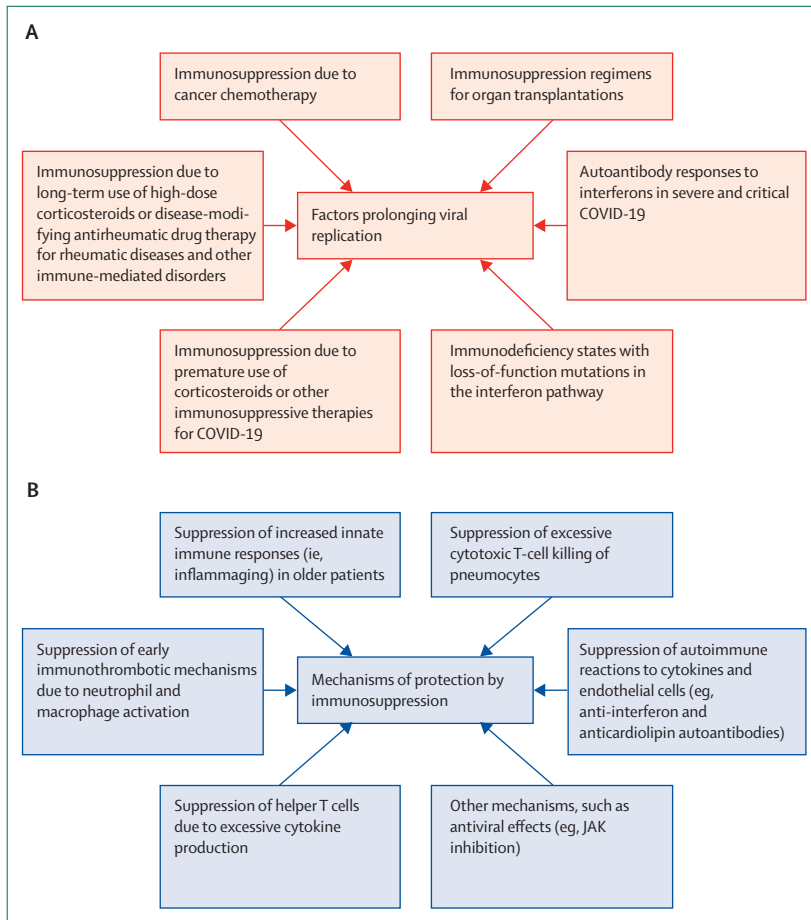 A
Immunosuppression due to
cancer chemotherapy
Immunosuppression regimens
for organ transplantations
Immunosuppression due to
long-term use of high-dose
corticosteroids or disease-modi-
fying antirheumatic drug therapy
for rheumatic diseases and other
immune-mediated disorders
Factors prolonging viral
replication
Autoantibody responses to
interferons in severe and critical
COVID-19
Immunosuppression due to
premature use of
corticosteroids or other
immunosuppressive therapies
for COVID-19
Immunodeficiency states with
loss-of-function mutations in
the interferon pathway
B
Suppression of increased innate
immune responses (ie,
inflammaging) in older patients
Suppression of excessive
cytotoxic T-cell killing of
pneumocytes
Suppression of early
immunothrombotic mechanisms
due to neutrophil and
macrophage activation
Mechanisms of protection by
immunosuppression
Suppression of autoimmune
reactions to cytokines and
endothelial cells (eg,
anti-interferon and
anticardiolipin autoantibodies)
Suppression of helper T cells
due to excessive cytokine
production
Other mechanisms, such as
antiviral effects (eg, JAK
inhibition)